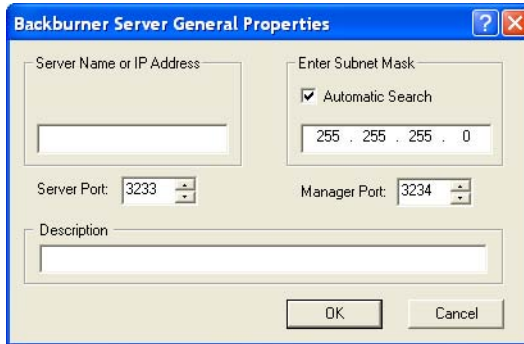 Backburner Server General Properties
Server Name or IP Address
Enter Subnet Mask
Automatic Search
255 . 255 . 255 . 0
Server Port: 3233
Manager Port: 3234
Description
OK
Cancel